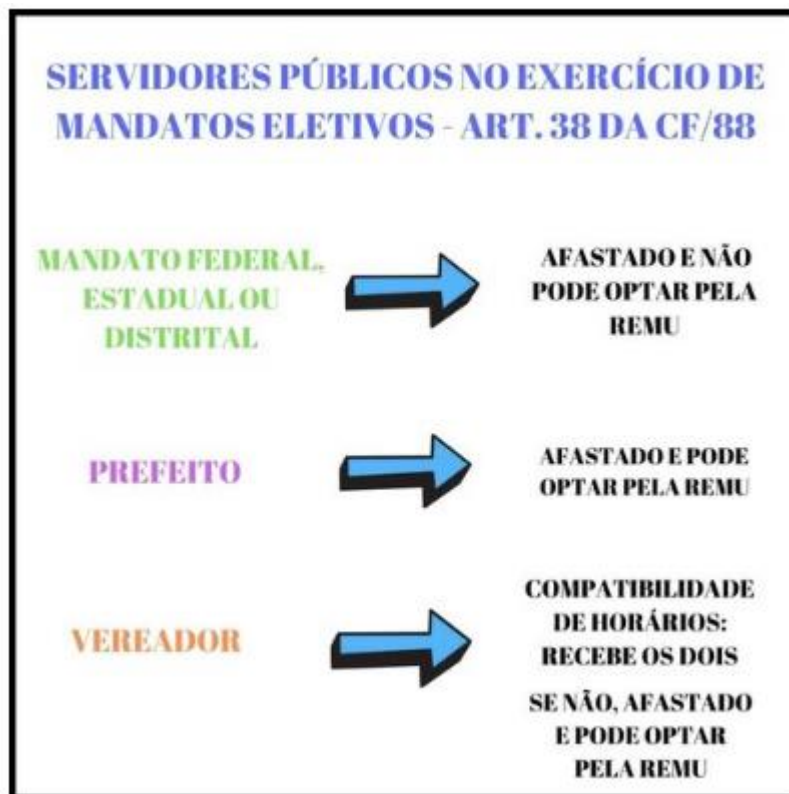 SERVIDORES PÚBLICOS NO EXERCÍCIO DE
MANDATOS ELETIVOS - ART. 38 DA CF/88
MANDATO FEDERAL,
ESTADUAL OU
DISTRITAL
AFASTADO E NÃO
PODE OPTAR PELA
REMU
PREFEITO
AFASTADO E PODE
OPTAR PELA REMU
VEREADOR
COMPATIBILIDADE
DE HORÁRIOS:
RECEBE OS DOIS
SE NÃO, AFASTADO
E PODE OPTAR
PELA REMU